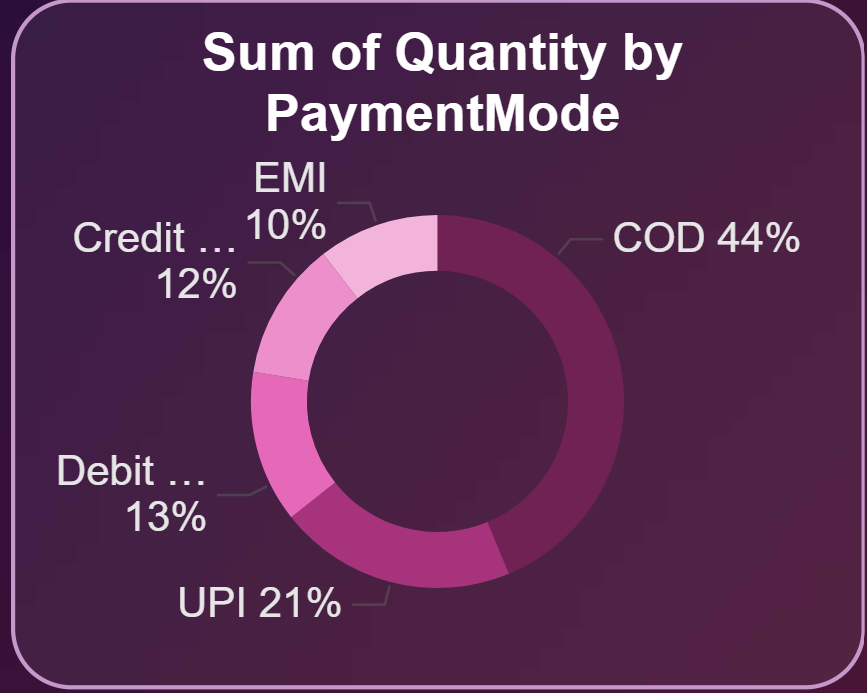 Sum of Quantity by
PaymentMode
EMI
10%
Credit ...
12%
COD 44%
Debit ...
13%
UPI 21%